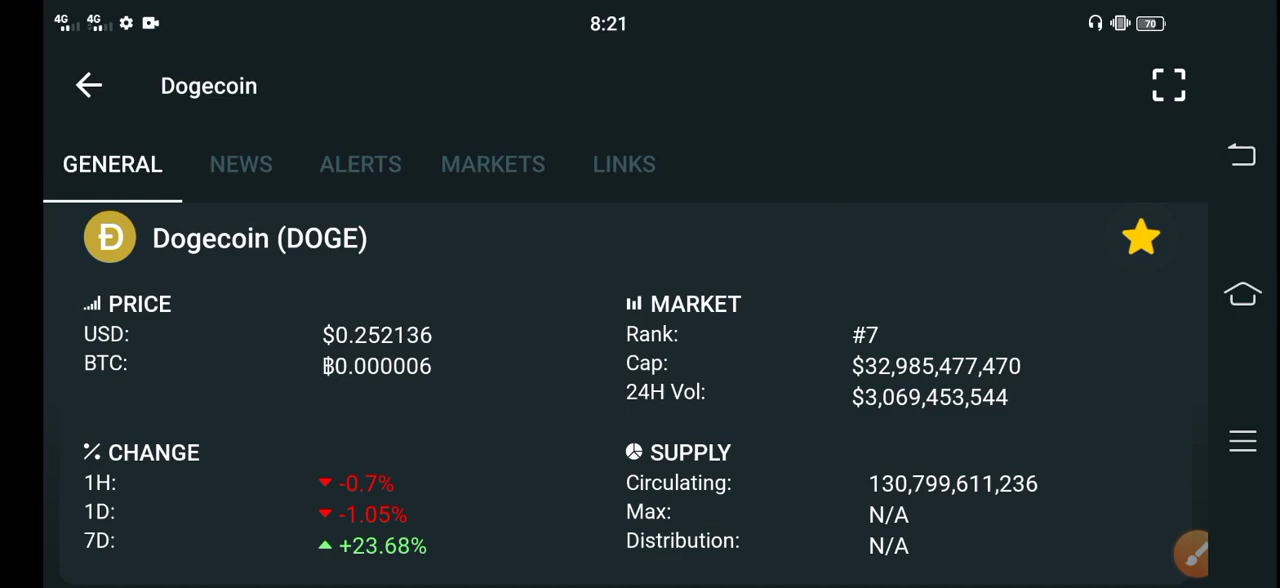 4G 4G 8:21 70
Dogecoin
GENERAL NEWS ALERTS MARKETS LINKS
Dogecoin (DOGE)
PRICE
USD: $0.252136
BTC: ฿0.000006
MARKET
Rank: #7
Cap: $32,985,477,470
24H Vol: $3,069,453,544
CHANGE
1H: -0.7%
1D: -1.05%
7D: +23.68%
SUPPLY
Circulating: 130,799,611,236
Max: N/A
Distribution: N/A